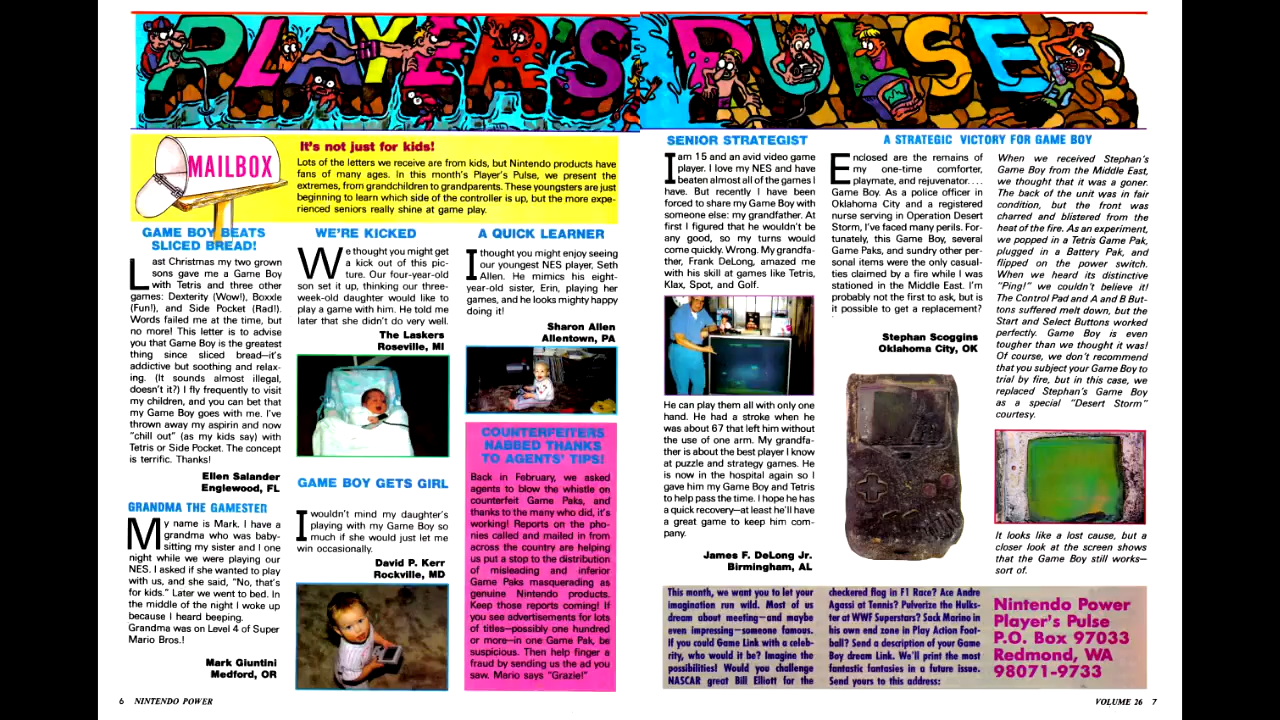 PLAYER'S PULSE
MAILBOX
It's not just for kids!
Lots of the letters we receive are from kids, but Nintendo products have
fans of many ages. In this month's Player's Pulse, we present the
extremes, from grandchildren to grandparents. These youngsters are just
beginning to learn which side of the controller is up, but the more expe-
rienced seniors really shine at game play.
GAME BOY BEATS
SLICED BREAD!
Last Christmas my two grown
sons gave me a Game Boy
with Tetris and three other
games: Dexterity (Wow!), Boxxle
(Fun!), and Side Pocket (Rad!).
Words failed me at the time, but
no more! This letter is to advise
you that Game Boy is the greatest
thing since sliced bread—it's
addictive but soothing and relax-
ing. (It sounds almost illegal,
doesn't it?) I fly frequently to visit
my children, and you can bet that
my Game Boy goes with me. I've
thrown away my aspirin and now
"chill out" (as my kids say) with
Tetris or Side Pocket. The concept
is terrific. Thanks!
Ellen Salander
Englewood, FL
GRANDMA THE GAMESTER
My name is Mark. I have a
grandma who was baby-
sitting my sister and I one
night while we were playing our
NES. I asked if she wanted to play
with us, and she said, "No, that's
for kids." Later we went to bed. In
the middle of the night I woke up
because I heard beeping.
Grandma was on Level 4 of Super
Mario Bros.!
Mark Giuntini
Medford, OR
WE'RE KICKED
We thought you might get
a kick out of this pic-
ture. Our four-year-old
son set it up, thinking our three-
week-old daughter would like to
play a game with him. He told me
later that she didn't do very well.
The Laskers
Roseville, MI
GAME BOY GETS GIRL
I wouldn't mind my daughter's
playing with my Game Boy so
much if she would just let me
win occasionally.
David P. Kerr
Rockville, MD
A QUICK LEARNER
I thought you might enjoy seeing
our youngest NES player, Seth
Allen. He mimics his eight-
year-old sister, Erin, playing her
games, and he looks mighty happy
doing it!
Sharon Allen
Allentown, PA
COUNTERFEITERS
NABBED THANKS
TO AGENTS' TIPS!
Back in February, we asked
agents to blow the whistle on
counterfeit Game Paks, and
thanks to the many who did, it's
working! Reports on the pho-
nies called and mailed in from
across the country are helping
us put a stop to the distribution
of misleading and inferior
Game Paks masquerading as
genuine Nintendo products.
Keep those reports coming! If
you see advertisements for lots
of titles—possibly one hundred
or more—in one Game Pak, be
suspicious. Then help finger a
fraud by sending us the ad you
saw. Mario says "Grazie!"
6 NINTENDO POWER
SENIOR STRATEGIST
I am 15 and an avid video game
player. I love my NES and have
beaten almost all of the games I
have. But recently I have been
forced to share my Game Boy with
someone else: my grandfather. At
first I figured that he wouldn't be
any good, so my turns would
come quickly. Wrong. My grandfa-
ther, Frank DeLong, amazed me
with his skill at games like Tetris,
Klax, Spot, and Golf.
He can play them all with only one
hand. He had a stroke when he
was about 67 that left him without
the use of one arm. My grandfa-
ther is about the best player I know
at puzzle and strategy games. He
is now in the hospital again so I
gave him my Game Boy and Tetris
to help pass the time. I hope he has
a quick recovery—at least he'll have
a great game to keep him com-
pany.
James F. DeLong Jr.
Birmingham, AL
A STRATEGIC VICTORY FOR GAME BOY
Enclosed are the remains of
my one-time comforter,
playmate, and rejuvenator....
Game Boy. As a police officer in
Oklahoma City and a registered
nurse serving in Operation Desert
Storm, I've faced many perils. For-
tunately, this Game Boy, several
Game Paks, and sundry other per-
sonal items were the only casual-
ties claimed by a fire while I was
stationed in the Middle East. I'm
probably not the first to ask, but is
it possible to get a replacement?
Stephan Scoggins
Oklahoma City, OK
When we received Stephan's
Game Boy from the Middle East,
we thought that it was a goner.
The back of the unit was in fair
condition, but the front was
charred and blistered from the
heat of the fire. As an experiment,
we popped in a Tetris Game Pak,
plugged in a Battery Pak, and
flipped on the power switch.
When we heard its distinctive
"Ping!" we couldn't believe it!
The Control Pad and A and B But-
tons suffered melt down, but the
Start and Select Buttons worked
perfectly. Game Boy is even
tougher than we thought it was!
Of course, we don't recommend
that you subject your Game Boy to
trial by fire, but in this case, we
replaced Stephan's Game Boy
as a special "Desert Storm"
courtesy.
It looks like a lost cause, but a
closer look at the screen shows
that the Game Boy still works—
sort of.
This month, we want you to let your
imagination run wild. Most of us
dream about meeting—and maybe
even impressing—someone famous.
If you could Game Link with a celeb-
rity, who would it be? Imagine the
possibilities! Would you challenge
NASCAR great Bill Elliott for the
checkered flag in F1 Race? Ace Andre
Agassi at Tennis? Pulverize the Hulks-
ter at WWF Superstars? Sack Marino in
his own end zone in Play Action Foot-
ball? Send a description of your Game
Boy dream Link. We'll print the most
fantastic fantasies in a future issue.
Send yours to this address:
Nintendo Power
Player's Pulse
P.O. Box 97033
Redmond, WA
98071-9733
VOLUME 26 7